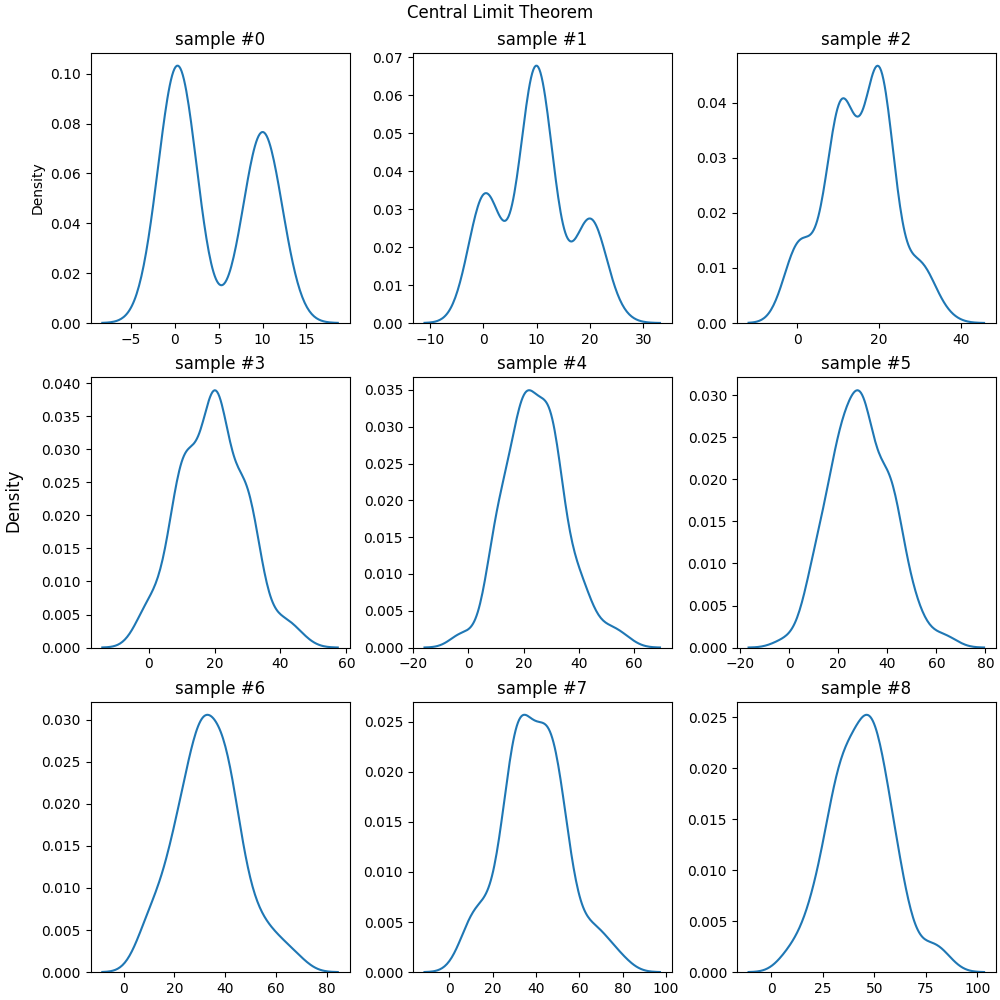 Central Limit Theorem
sample #0
sample #1
sample #2
0.10
0.08
0.06
0.04
0.02
0.00
Density
−5 0 5 10 15
0.07
0.06
0.05
0.04
0.03
0.02
0.01
0.00
−10 0 10 20 30
0.04
0.03
0.02
0.01
0.00
0 20 40
sample #3
sample #4
sample #5
Density
0.040
0.035
0.030
0.025
0.020
0.015
0.010
0.005
0.000
0 20 40 60
0.035
0.030
0.025
0.020
0.015
0.010
0.005
0.000
−20 0 20 40 60
0.030
0.025
0.020
0.015
0.010
0.005
0.000
−20 0 20 40 60 80
sample #6
sample #7
sample #8
0.030
0.025
0.020
0.015
0.010
0.005
0.000
0 20 40 60 80
0.025
0.020
0.015
0.010
0.005
0.000
0 20 40 60 80 100
0.025
0.020
0.015
0.010
0.005
0.000
0 25 50 75 100